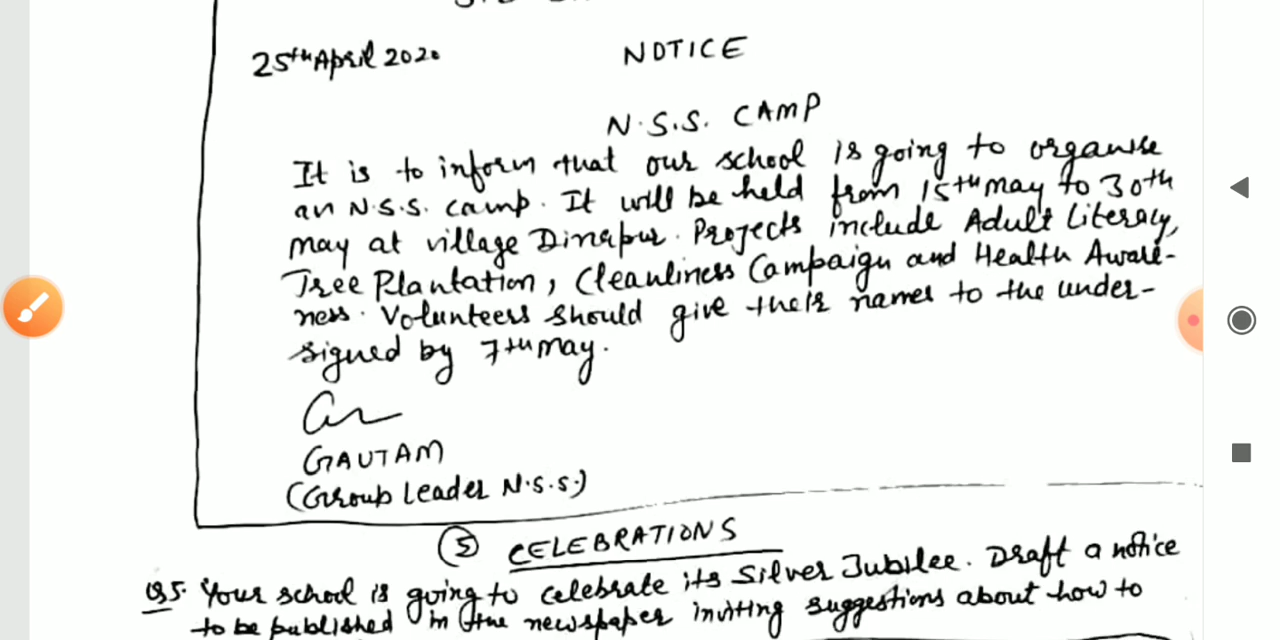 25th April 2020 NOTICE
N.S.S. CAMP
It is to inform that our school is going to organise
an N.S.S. camp. It will be held from 15th may to 30th
may at village Dinapur. Projects include Adult Literacy,
Tree Plantation, Cleanliness Campaign and Health Aware-
ness. Volunteers should give their names to the under-
signed by 7th may.
GAUTAM
(Group Leader N.S.S.)
5 CELEBRATIONS
Q5. Your school is going to celebrate its Silver Jubilee. Draft a notice
to be published in the newspaper inviting suggestions about how to